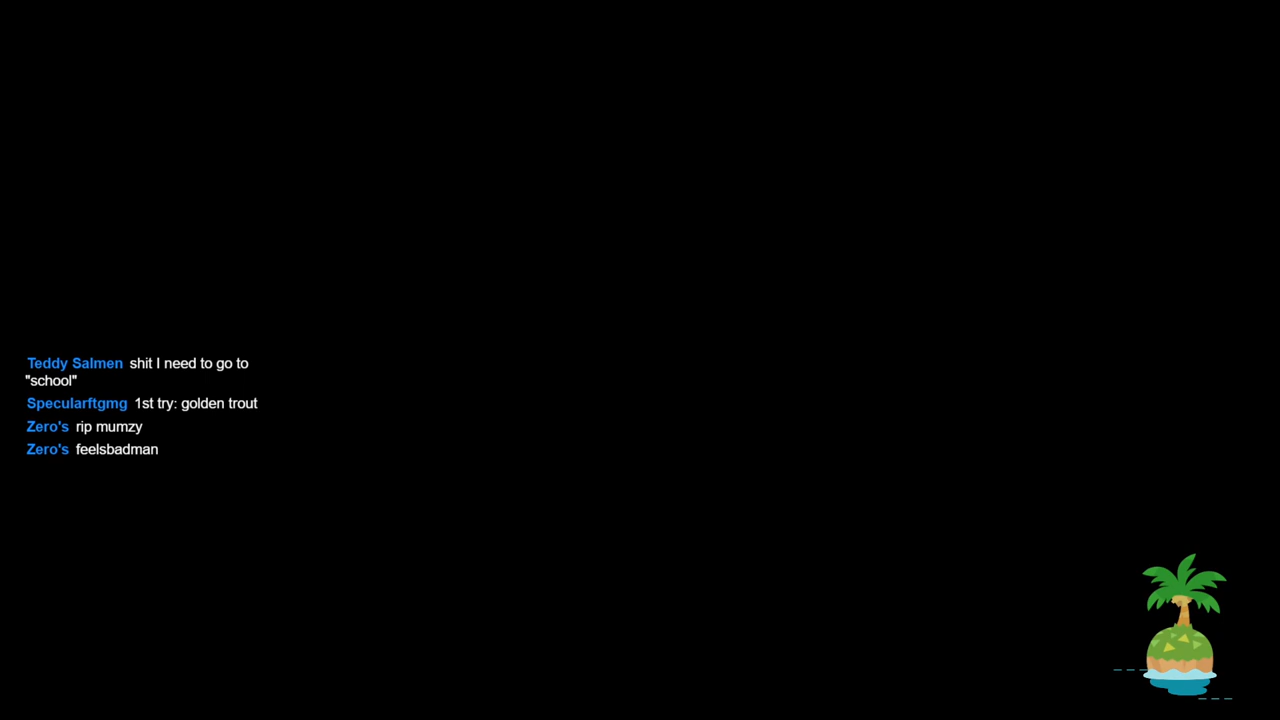 Teddy Salmen shit I need to go to
"school"
Specularftgmg 1st try: golden trout
Zero's rip mumzy
Zero's feelsbadman